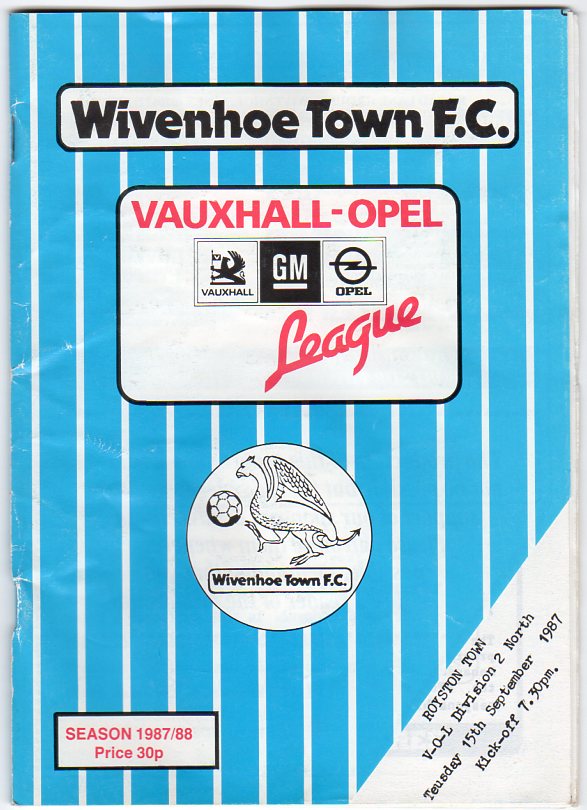 Wivenhoe Town F.C.
VAUXHALL-OPEL
VAUXHALL
GM
OPEL
League
Wivenhoe Town F.C.
SEASON 1987/88
Price 30p
ROYSTON TOWN
V-O-L Division 2 North
Teusday 15th September 1987
Kick-off 7.30pm.